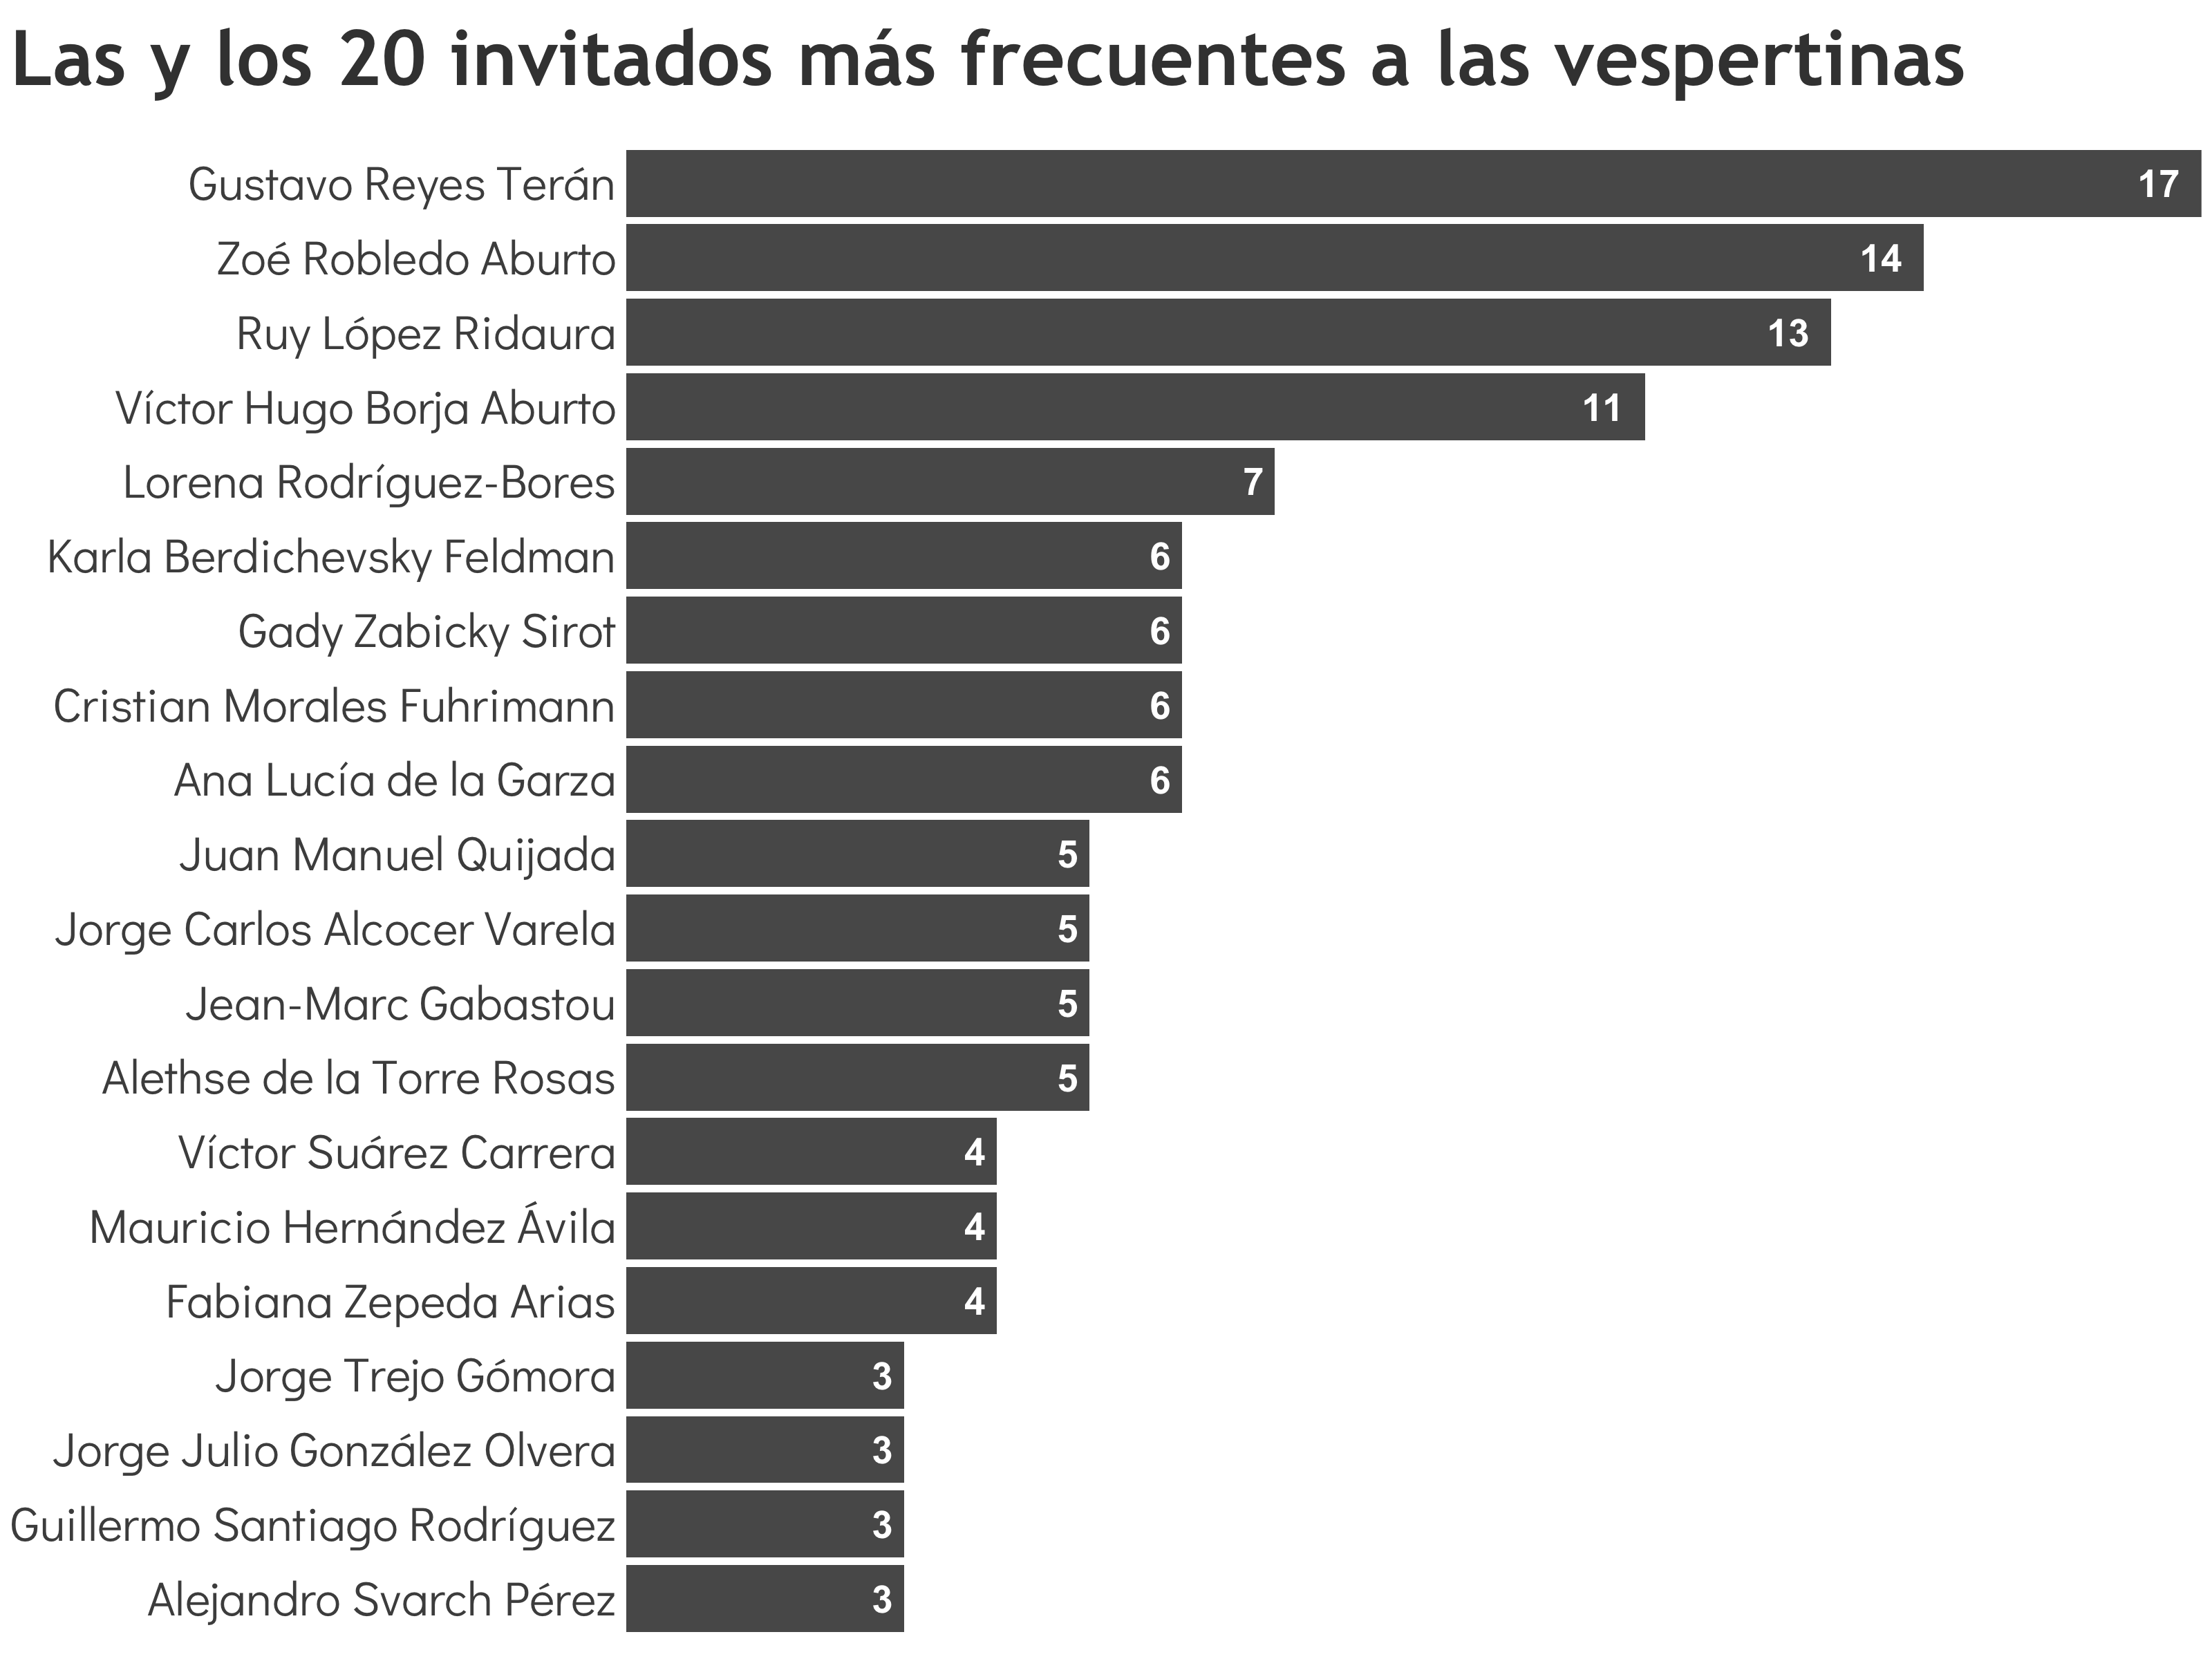 Las y los 20 invitados más frecuentes a las vespertinas
Gustavo Reyes Terán 17
Zoé Robledo Aburto 14
Ruy López Ridaura 13
Víctor Hugo Borja Aburto 11
Lorena Rodríguez-Bores 7
Karla Berdichevsky Feldman 6
Gady Zabicky Sirot 6
Cristian Morales Fuhrimann 6
Ana Lucía de la Garza 6
Juan Manuel Quijada 5
Jorge Carlos Alcocer Varela 5
Jean-Marc Gabastou 5
Alethse de la Torre Rosas 5
Víctor Suárez Carrera 4
Mauricio Hernández Ávila 4
Fabiana Zepeda Arias 4
Jorge Trejo Gómora 3
Jorge Julio González Olvera 3
Guillermo Santiago Rodríguez 3
Alejandro Svarch Pérez 3